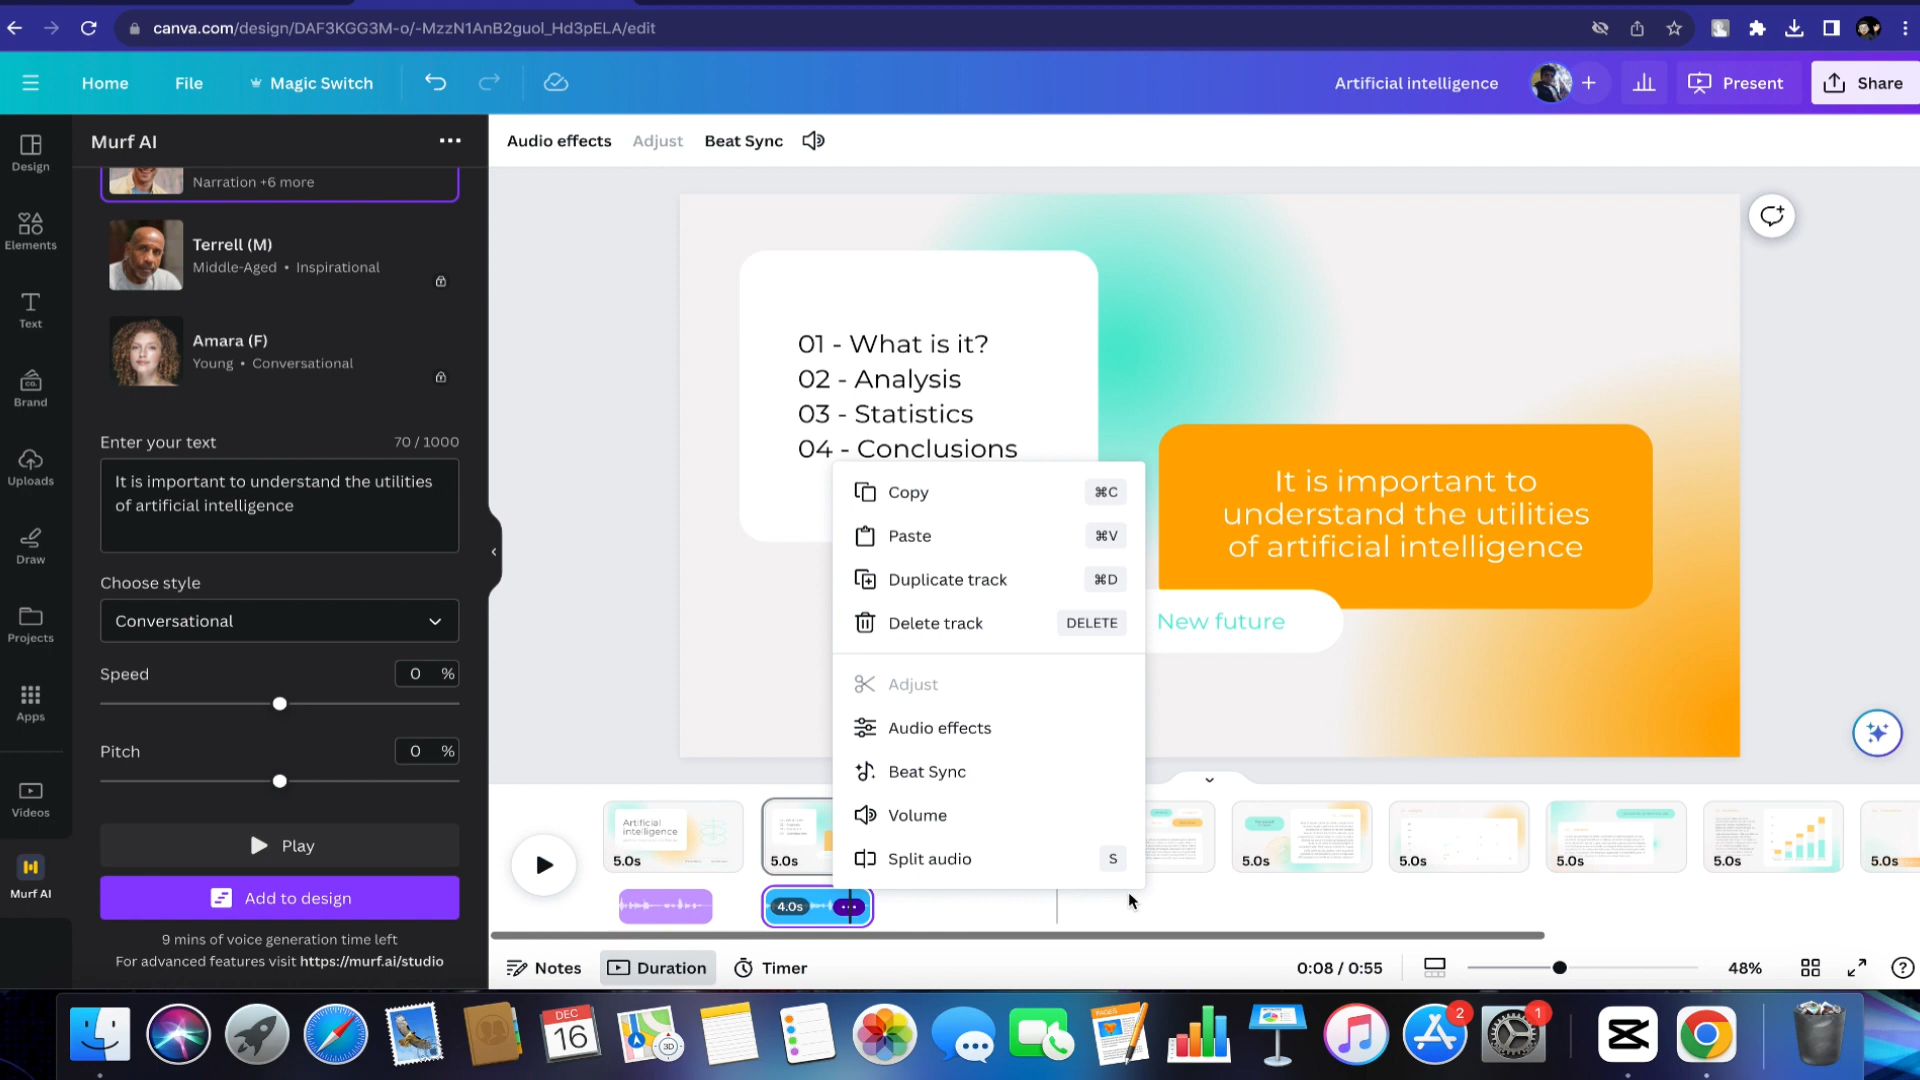 canva.com/design/DAF3KGG3M-o/-MzzN1AnB2guol_Hd3pELA/edit
Home
File
Magic Switch
Artificial intelligence
Present
Share
Murf AI
Audio effects
Adjust
Beat Sync
Design
Elements
Text
Brand
Uploads
Draw
Projects
Apps
Videos
Murf AI
Narration +6 more
Terrell (M)
Middle-Aged • Inspirational
Amara (F)
Young • Conversational
Enter your text
70 / 1000
It is important to understand the utilities
of artificial intelligence
Choose style
Conversational
Speed
0 %
Pitch
0 %
Play
Add to design
9 mins of voice generation time left
For advanced features visit https://murf.ai/studio
01 - What is it?
02 - Analysis
03 - Statistics
04 - Conclusions
It is important to
understand the utilities
of artificial intelligence
New future
Copy ⌘C
Paste ⌘V
Duplicate track ⌘D
Delete track DELETE
Adjust
Audio effects
Beat Sync
Volume
Split audio S
Artificial
intelligence
5.0s
5.0s
5.0s
5.0s
5.0s
5.0s
5.0s
4.0s
Notes
Duration
Timer
0:08 / 0:55
48%
DEC
16
3D
PAGES
2
1